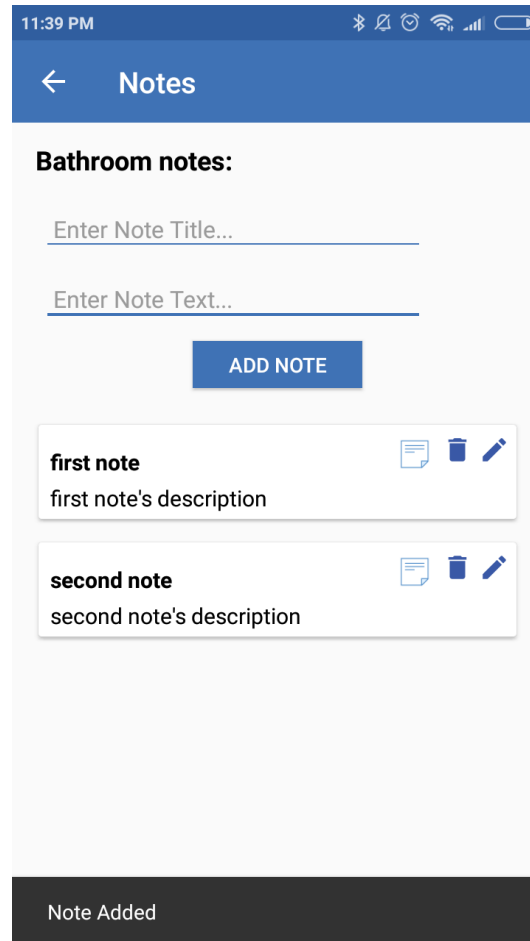 11:39 PM
Notes
Bathroom notes:
Enter Note Title...
Enter Note Text...
ADD NOTE
first note
first note's description
second note
second note's description
Note Added